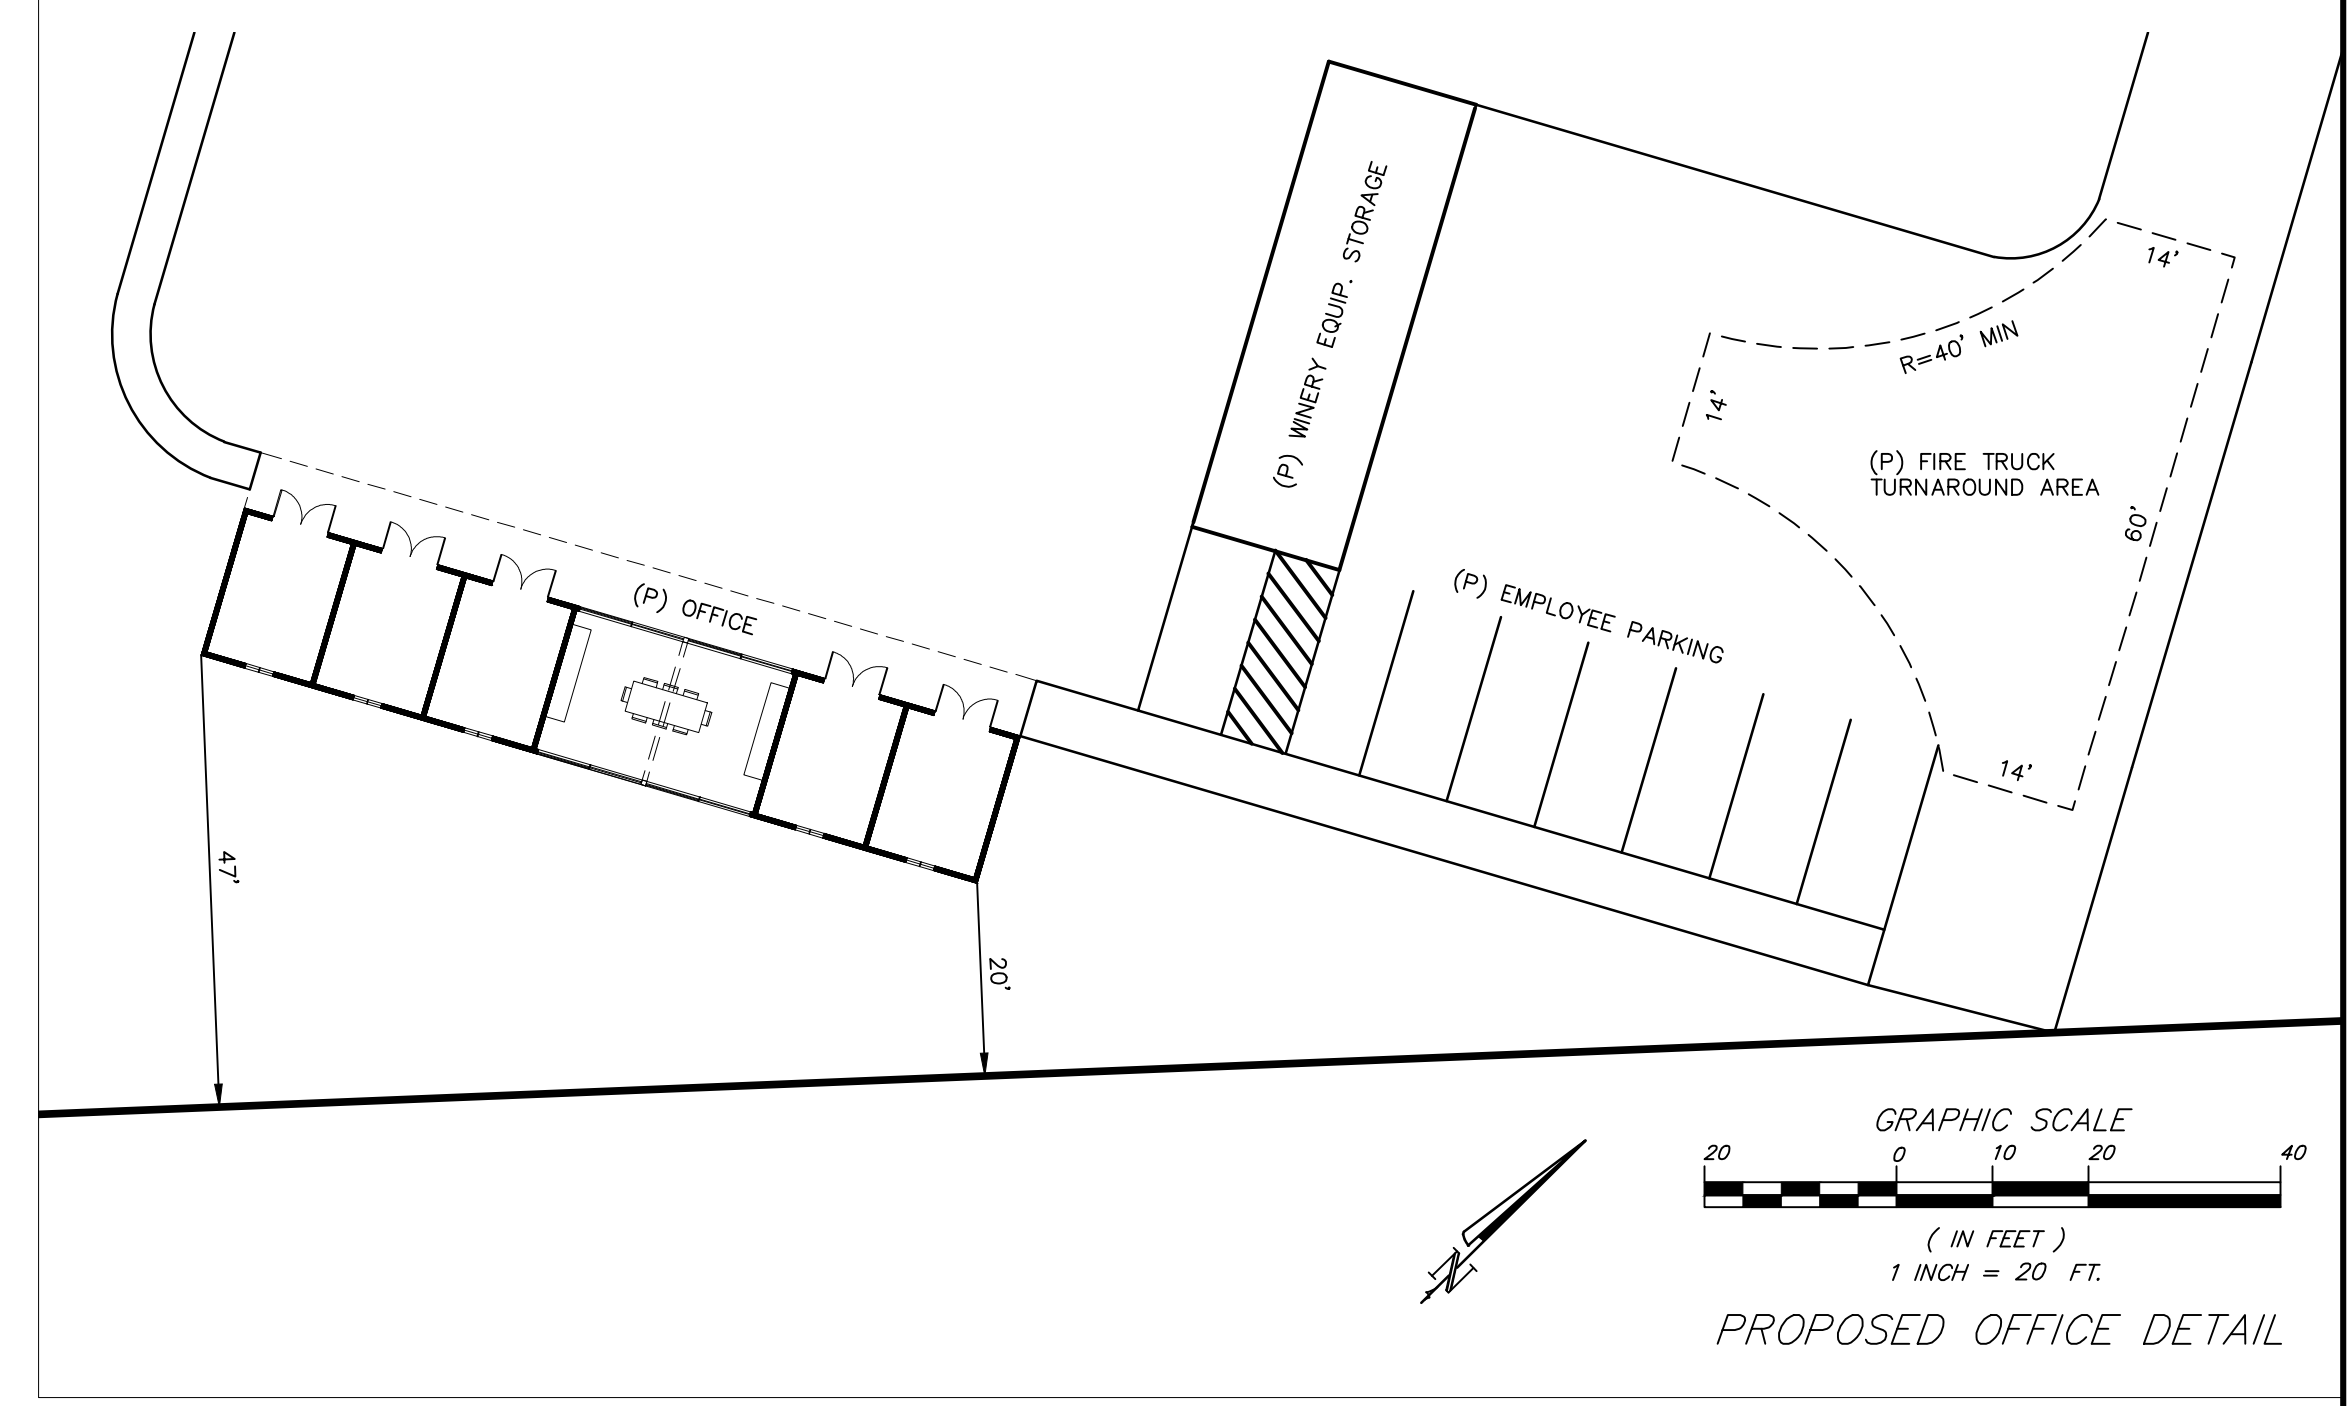 (P) WINERY EQUIP. STORAGE
14'
R=40' MIN
14'
(P) FIRE TRUCK
TURNAROUND AREA
60'
(P) EMPLOYEE PARKING
(P) OFFICE
14'
47'
20'
N
GRAPHIC SCALE
20 0 10 20 40
( IN FEET )
1 INCH = 20 FT.
PROPOSED OFFICE DETAIL